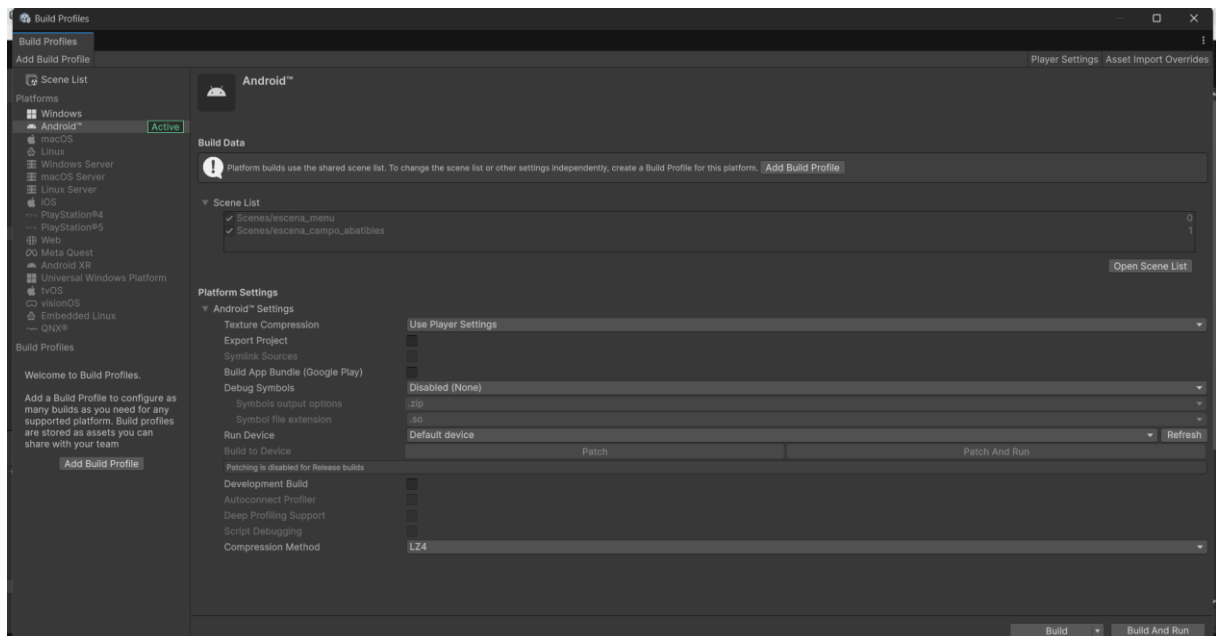 Build Profiles
Build Profiles
Add Build Profile
Player Settings Asset Import Overrides
Scene List
Platforms
Windows
Android™ Active
macOS
Linux
Windows Server
macOS Server
Linux Server
iOS
PlayStation®4
PlayStation®5
Web
Meta Quest
Android XR
Universal Windows Platform
tvOS
visionOS
Embedded Linux
QNX®
Build Profiles
Welcome to Build Profiles.
Add a Build Profile to configure as
many builds as you need for any
supported platform. Build profiles
are stored as assets you can
share with your team
Add Build Profile
Android™
Build Data
Platform builds use the shared scene list. To change the scene list or other settings independently, create a Build Profile for this platform. Add Build Profile
Scene List
Scenes/escena_menu 0
Scenes/escena_campo_abatibles 1
Open Scene List
Platform Settings
Android™ Settings
Texture Compression Use Player Settings
Export Project
Symlink Sources
Build App Bundle (Google Play)
Debug Symbols Disabled (None)
Symbols output options .zip
Symbol file extension .so
Run Device Default device Refresh
Build to Device Patch Patch And Run
Patching is disabled for Release builds
Development Build
Autoconnect Profiler
Deep Profiling Support
Script Debugging
Compression Method LZ4
Build Build And Run